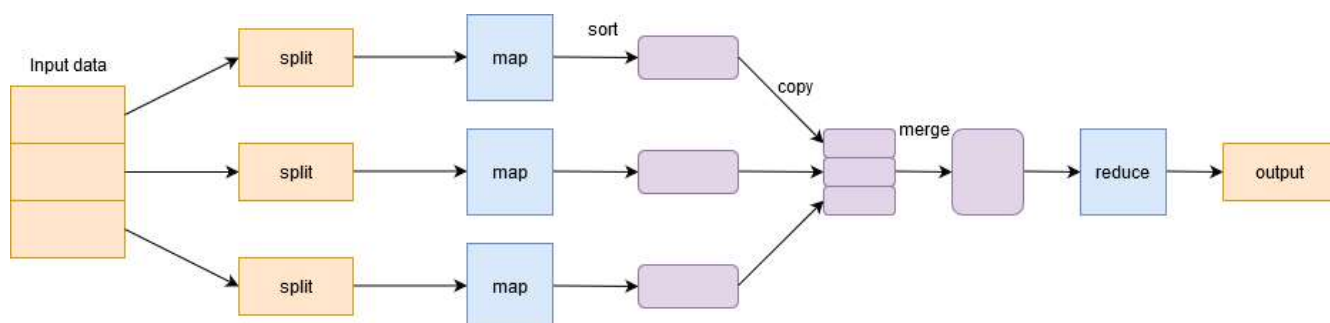 Input data
split
map
sort
copy
split
map
merge
reduce
output
split
map